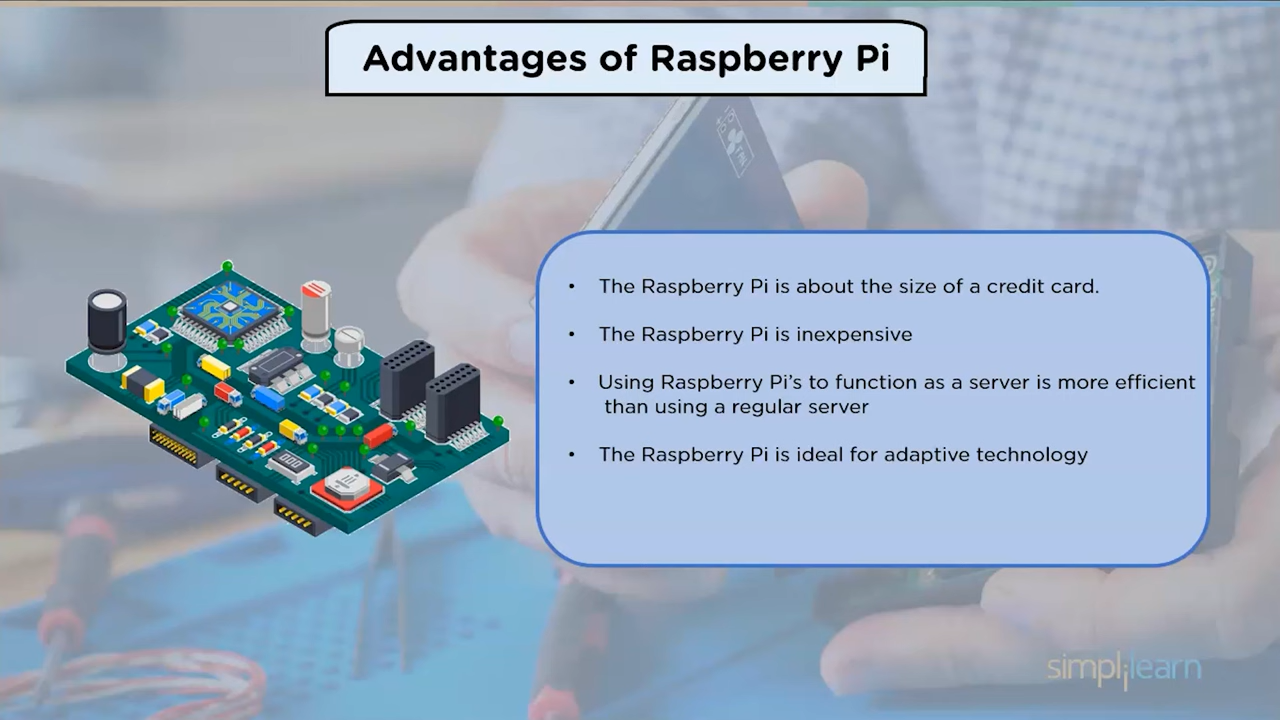 Advantages of Raspberry Pi
• The Raspberry Pi is about the size of a credit card.
• The Raspberry Pi is inexpensive
• Using Raspberry Pi's to function as a server is more efficient
than using a regular server
• The Raspberry Pi is ideal for adaptive technology
simplilearn